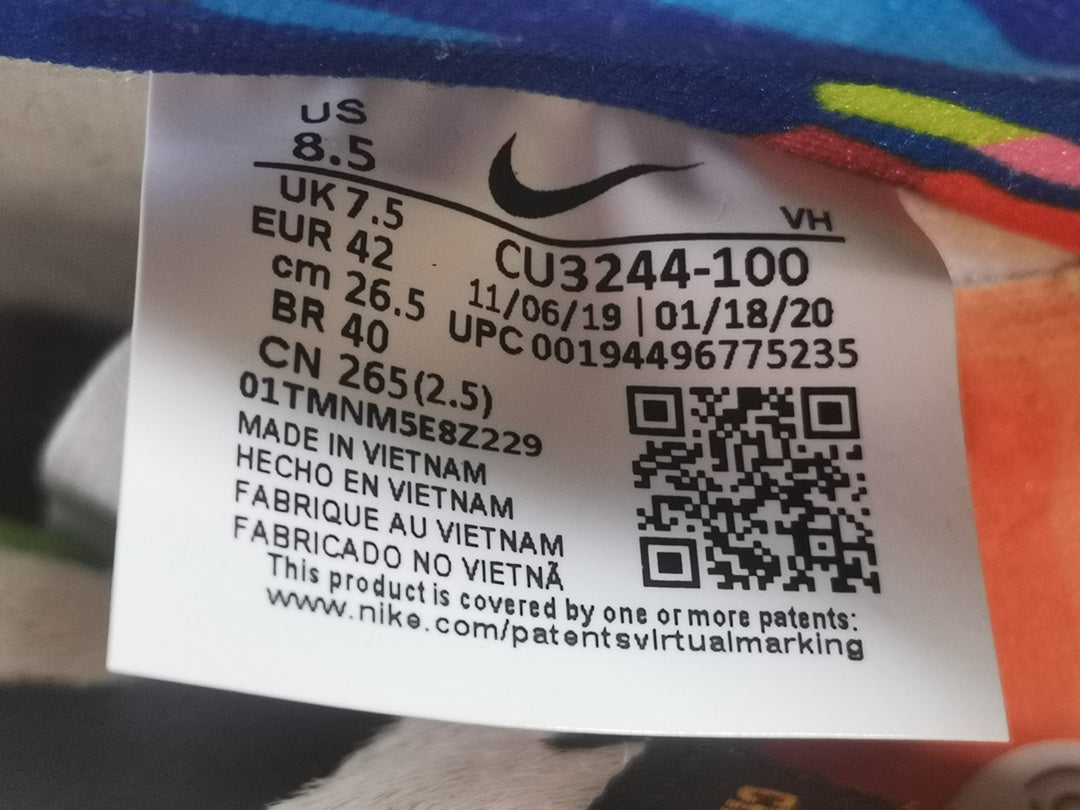 US
8.5
VH
UK 7.5
EUR 42
cm 26.5
BR 40
CN 265(2.5)
CU3244-100
11/06/19 | 01/18/20
UPC 00194496775235
01TMNM5E8Z229
MADE IN VIETNAM
HECHO EN VIETNAM
FABRIQUE AU VIETNAM
FABRICADO NO VIETNÃ
This product is covered by one or more patents:
www.nike.com/patentsvirtualmarking